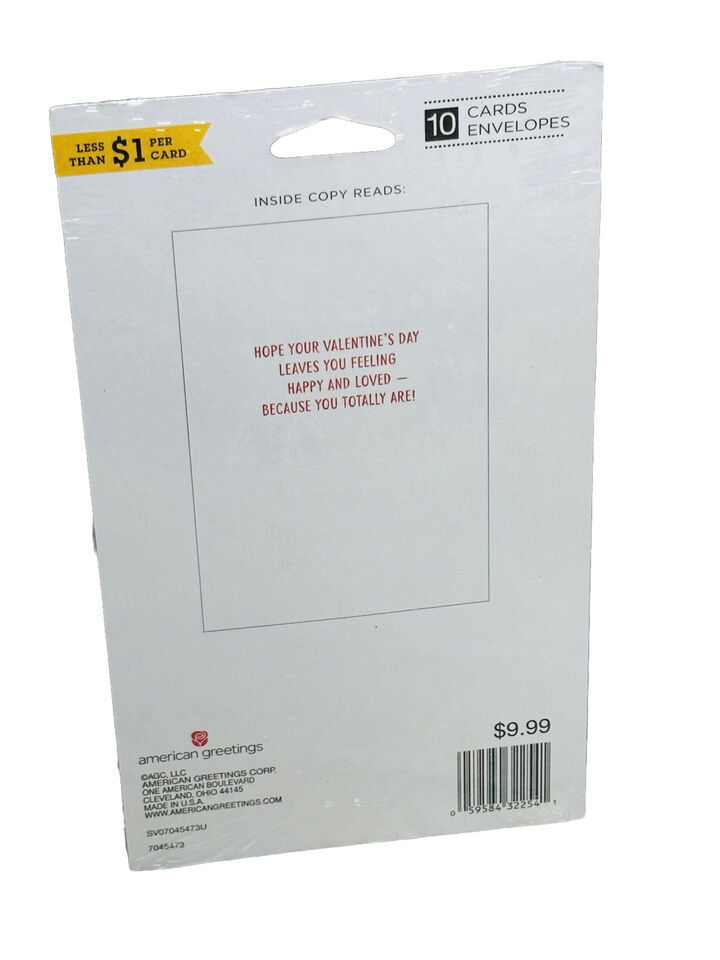 LESS THAN $1 PER CARD
10 CARDS ENVELOPES
INSIDE COPY READS:
HOPE YOUR VALENTINE'S DAY
LEAVES YOU FEELING
HAPPY AND LOVED —
BECAUSE YOU TOTALLY ARE!
$9.99
american greetings
©AGC, LLC
AMERICAN GREETINGS CORP.
ONE AMERICAN BOULEVARD
CLEVELAND, OHIO 44145
MADE IN U.S.A.
WWW.AMERICANGREETINGS.COM
SV07045473U
7045473
0 59584 32254 1